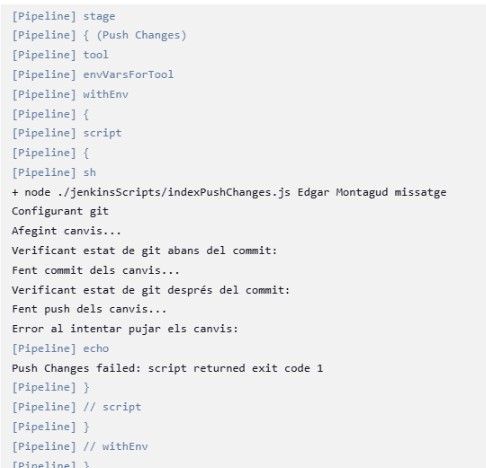 [Pipeline] stage
[Pipeline] { (Push Changes)
[Pipeline] tool
[Pipeline] envVarsForTool
[Pipeline] withEnv
[Pipeline] {
[Pipeline] script
[Pipeline] {
[Pipeline] sh
+ node ./jenkinsScripts/indexPushChanges.js Edgar Montagud missatge
Configurant git
Afegint canvis...
Verificant estat de git abans del commit:
Fent commit dels canvis...
Verificant estat de git després del commit:
Fent push dels canvis...
Error al intentar pujar els canvis:
[Pipeline] echo
Push Changes failed: script returned exit code 1
[Pipeline] }
[Pipeline] // script
[Pipeline] }
[Pipeline] // withEnv
[Pipeline] }